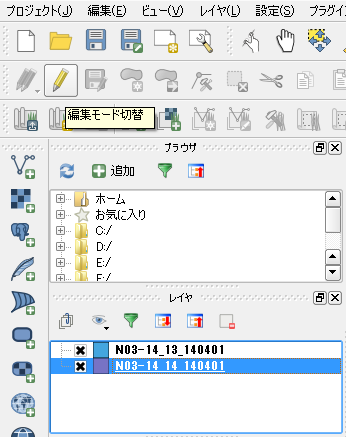 プロジェクト(J) 編集(E) ビュー(V) レイヤ(L) 設定(S) プラグイ
編集モード切替
ブラウザ
追加
ホーム
お気に入り
C:/
D:/
E:/
F:/
レイヤ
N03-14_13_140401
N03-14_14_140401